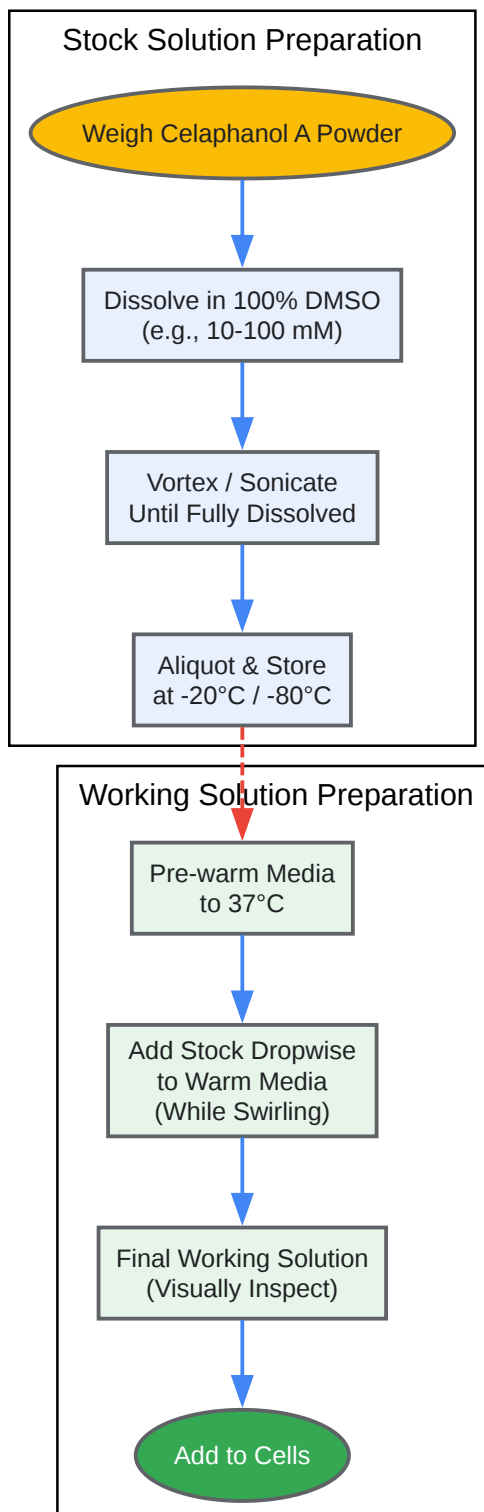 Stock Solution Preparation
Weigh Celaphanol A Powder
Dissolve in 100% DMSO
(e.g., 10-100 mM)
Vortex / Sonicate
Until Fully Dissolved
Aliquot & Store
at -20°C / -80°C
Working Solution Preparation
Pre-warm Media
to 37°C
Add Stock Dropwise
to Warm Media
(While Swirling)
Final Working Solution
(Visually Inspect)
Add to Cells